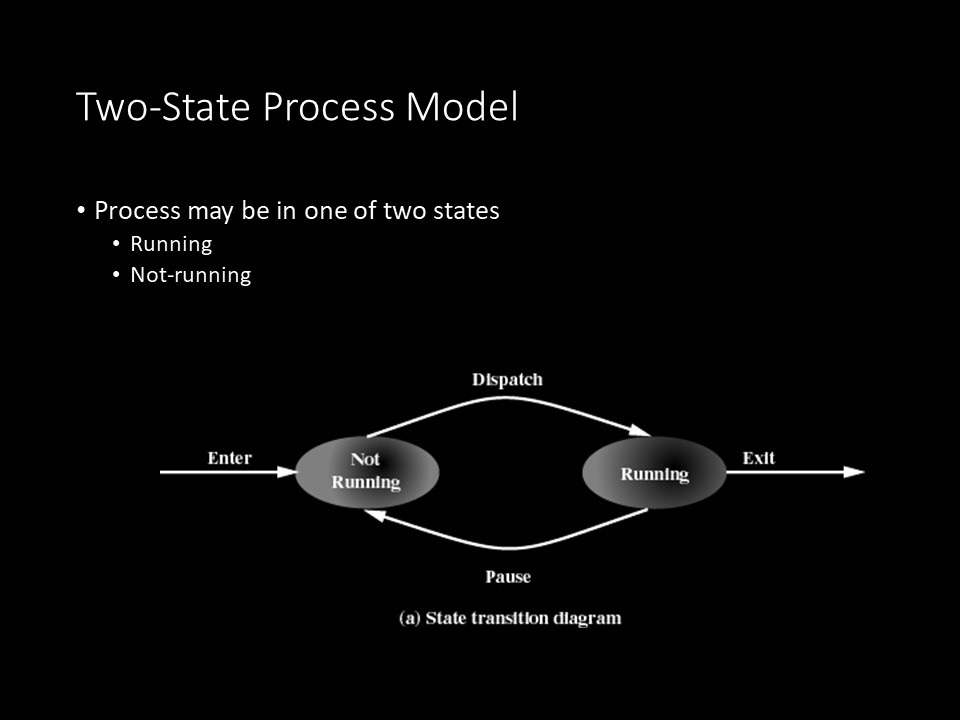 Two-State Process Model
• Process may be in one of two states
• Running
• Not-running
Dispatch
Enter
Not
Running
Running
Exit
Pause
(a) State transition diagram